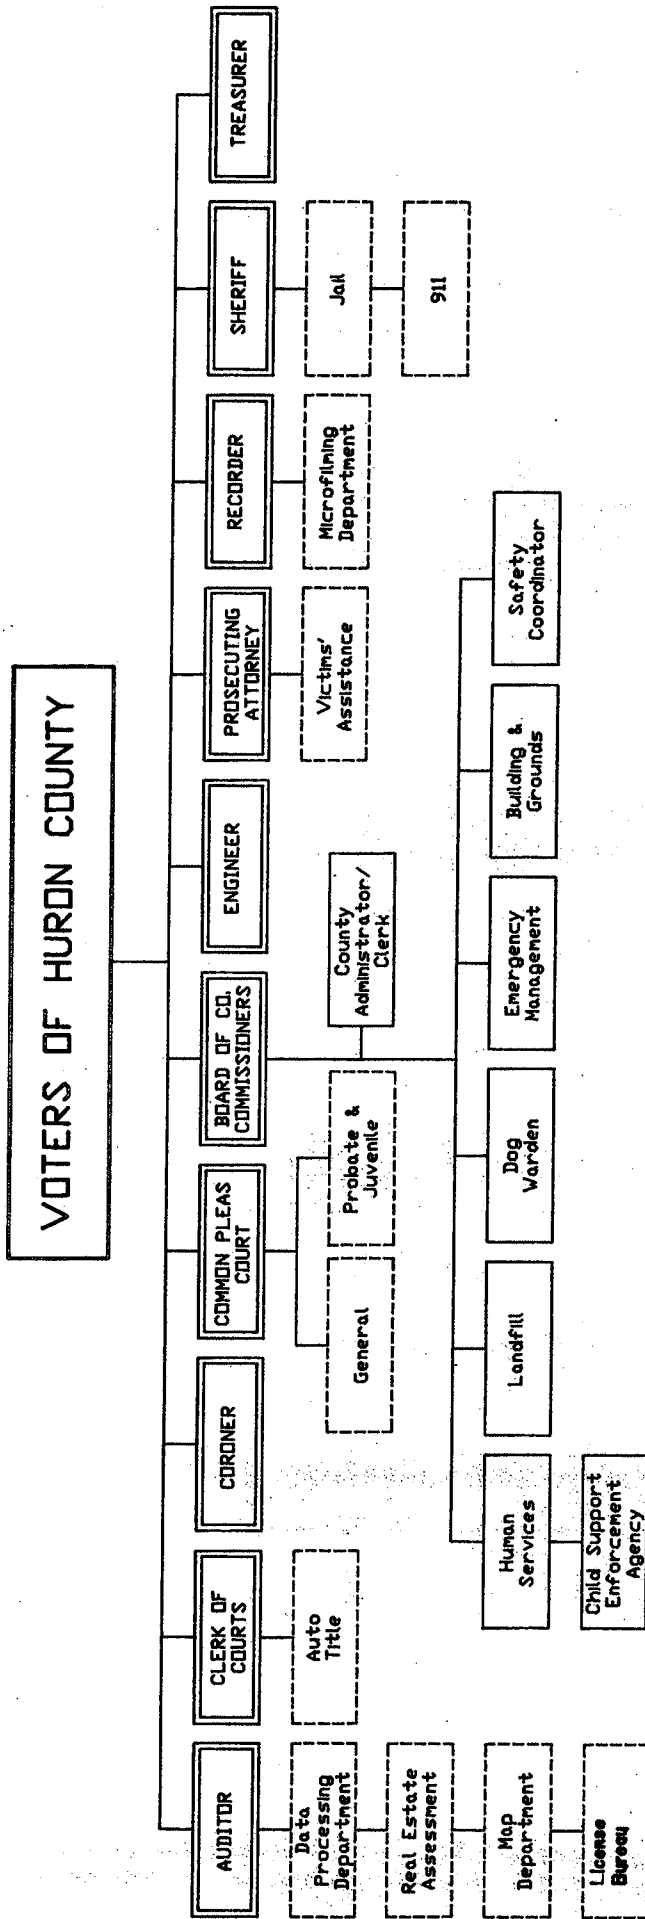 VOTERS OF HURON COUNTY
AUDITOR
CLERK OF
COURTS
CORONER
COMMON PLEAS
COURT
BOARD OF CO.
COMMISSIONERS
ENGINEER
PROSECUTING
ATTORNEY
RECORDER
SHERIFF
TREASURER
Data
Processing
Department
Real Estate
Assessment
Map
Department
License
Bureau
Auto
Title
General
Probate &
Juvenile
County
Administrator/
Clerk
Victims'
Assistance
Microfilming
Department
Jail
911
Human
Services
Child Support
Enforcement
Agency
Landfill
Dog
Warden
Emergency
Management
Building &
Grounds
Safety
Coordinator